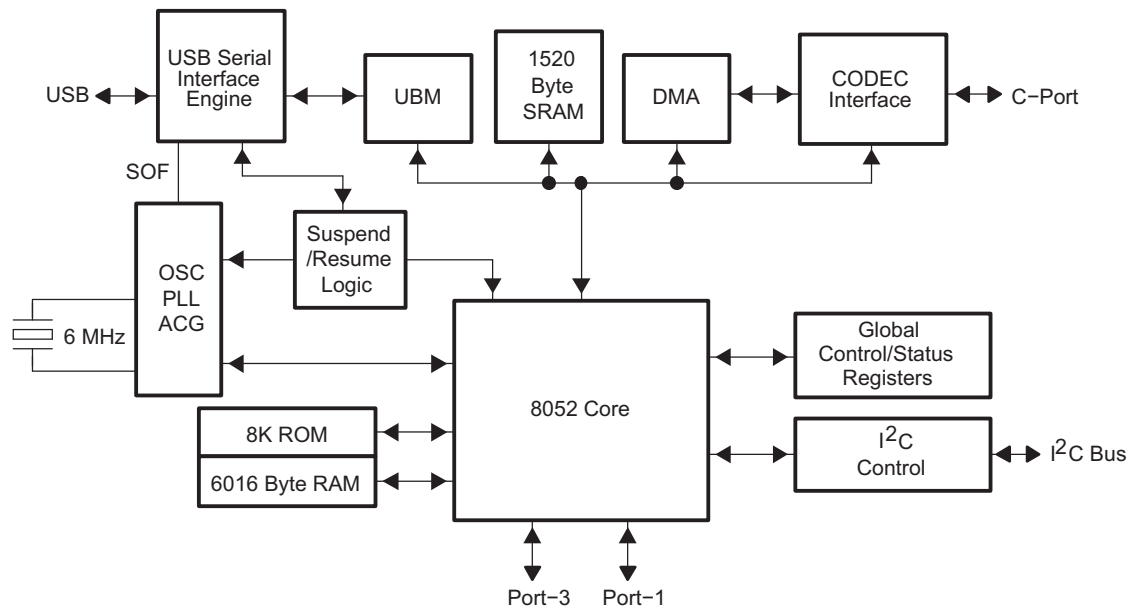 USB Serial
Interface
Engine
USB
UBM
1520
Byte
SRAM
DMA
CODEC
Interface
C−Port
SOF
Suspend
/Resume
Logic
OSC
PLL
ACG
6 MHz
8052 Core
Global
Control/Status
Registers
8K ROM
6016 Byte RAM
I²C
Control
I²C Bus
Port−3
Port−1